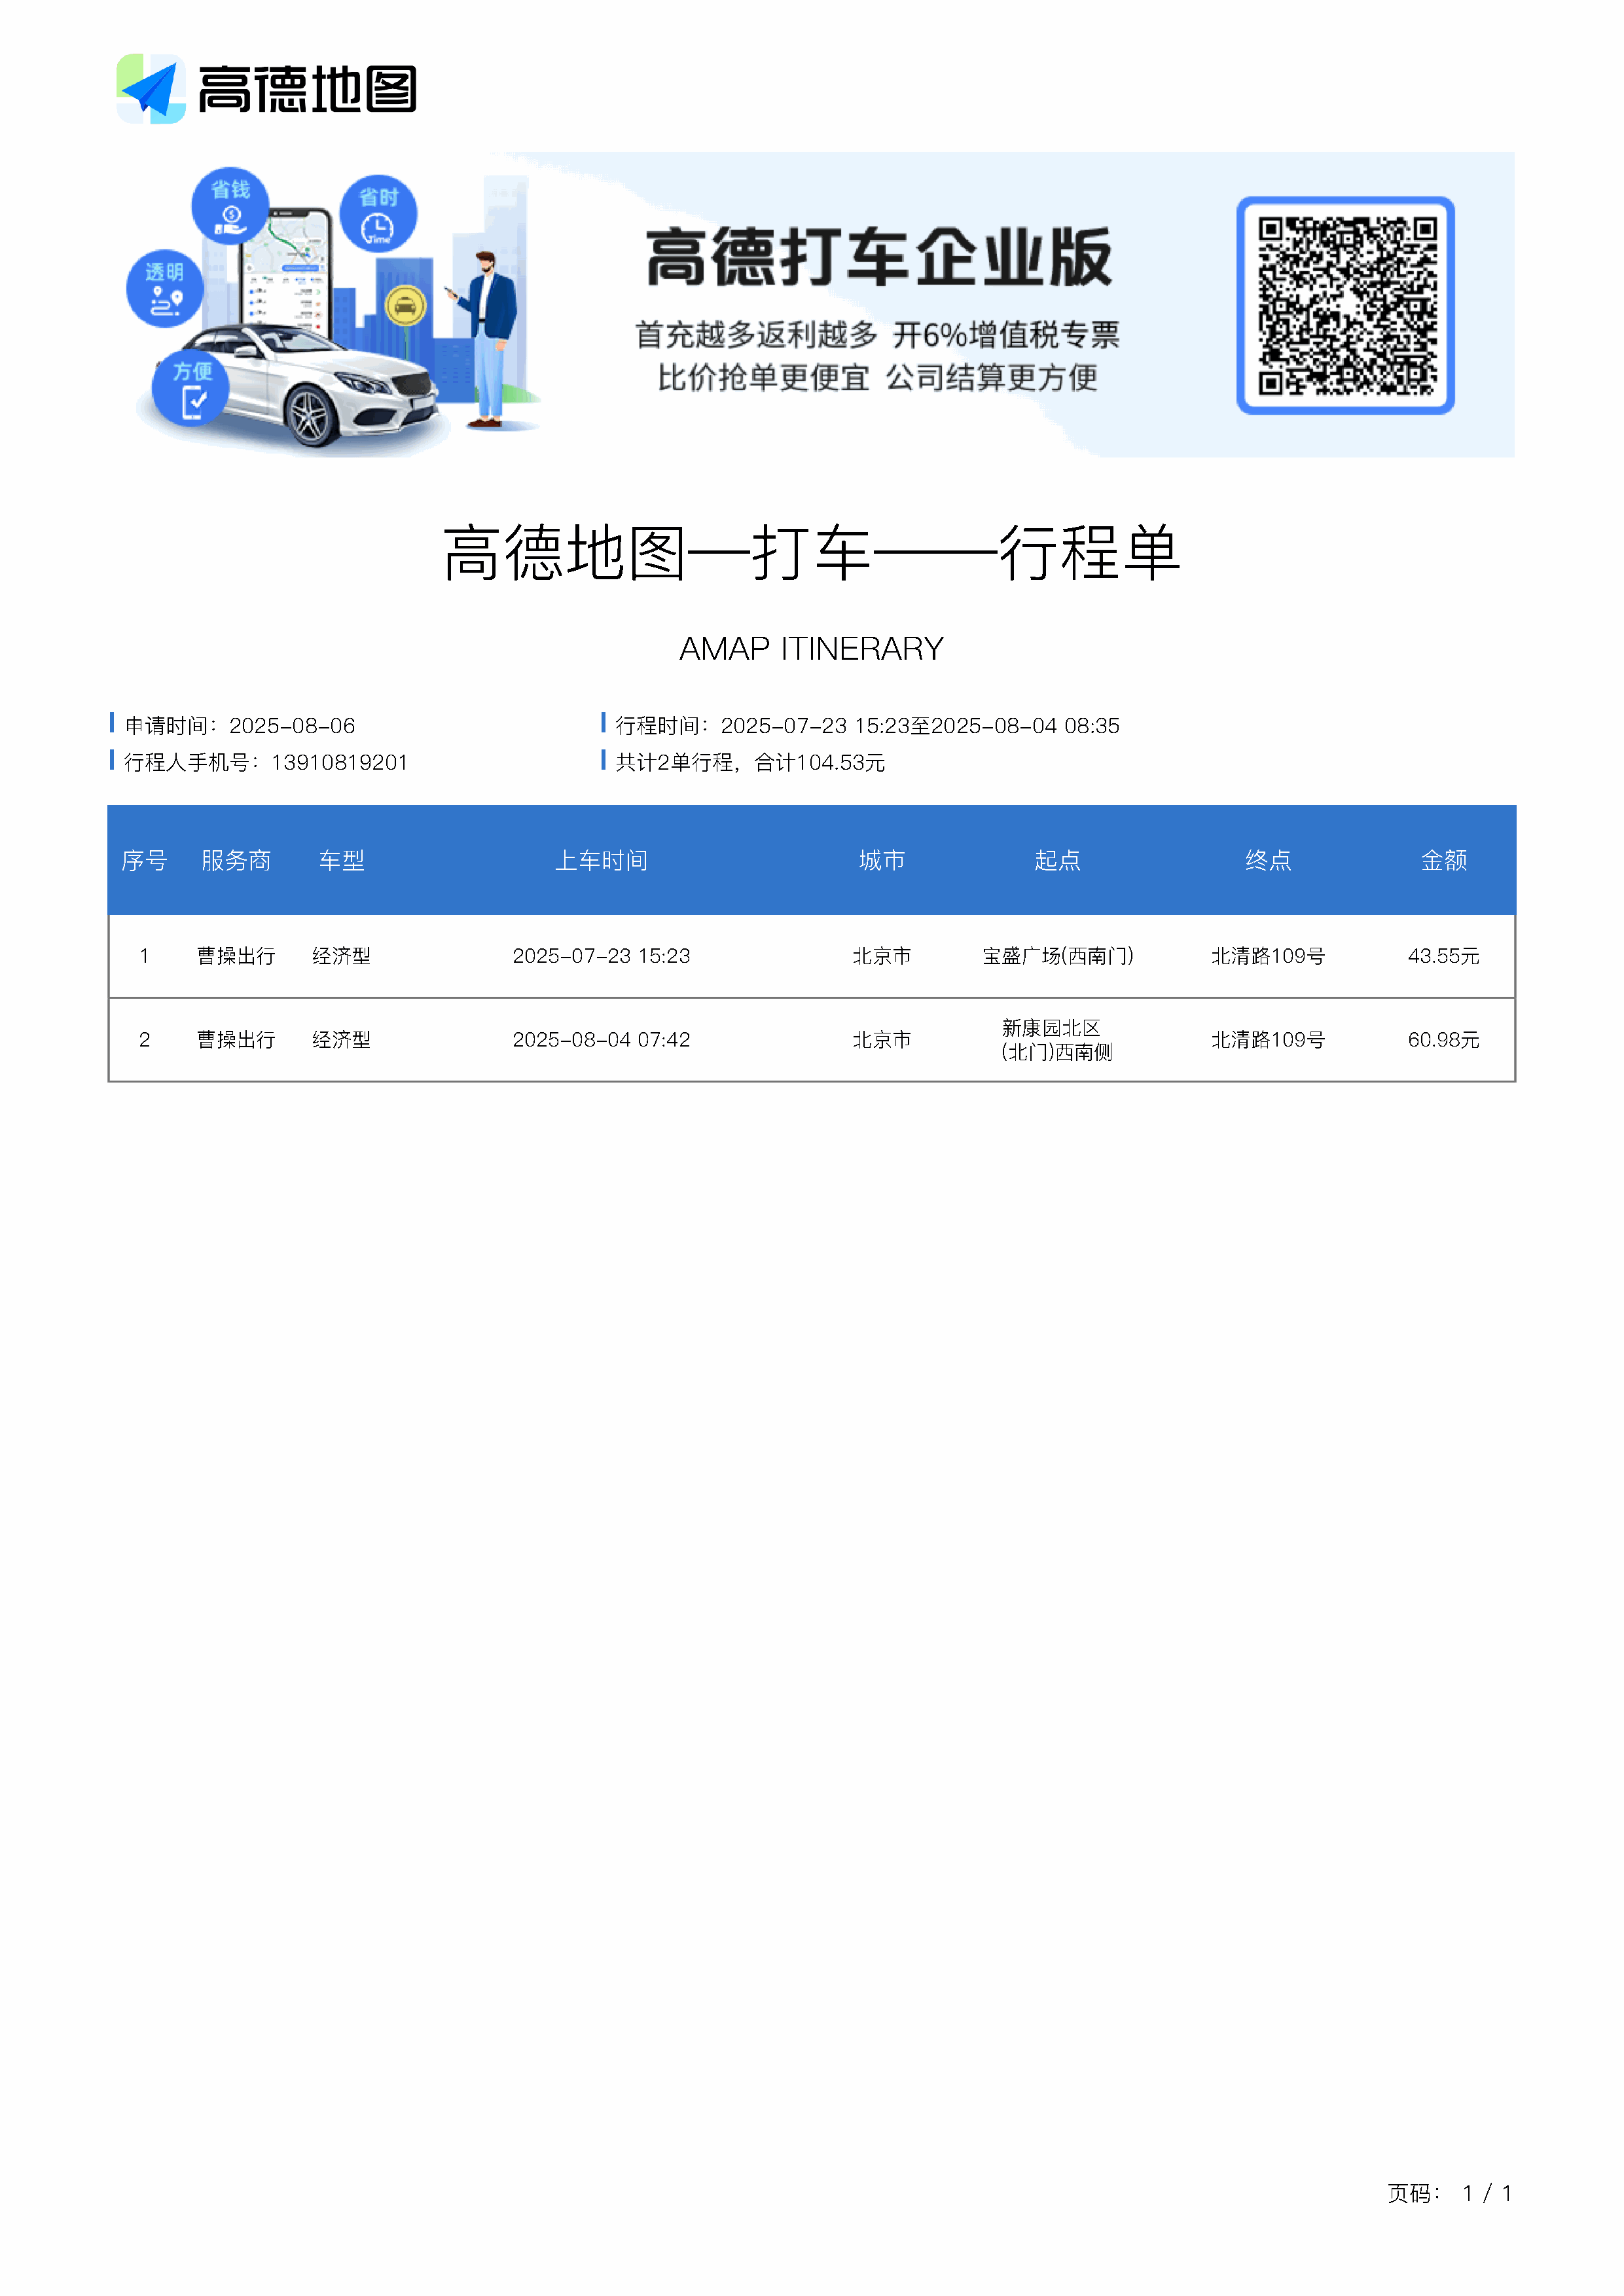 高德地图
省钱
省时
Time
透明
方便
高德打车企业版
首充越多返利越多 开6%增值税专票
比价抢单更便宜 公司结算更方便
高德地图—打车——行程单
AMAP ITINERARY
申请时间：2025-08-06 行程时间：2025-07-23 15:23至2025-08-04 08:35
行程人手机号：13910819201 共计2单行程，合计104.53元
序号 服务商 车型 上车时间 城市 起点 终点 金额
1 曹操出行 经济型 2025-07-23 15:23 北京市 宝盛广场(西南门) 北清路109号 43.55元
2 曹操出行 经济型 2025-08-04 07:42 北京市 新康园北区(北门)西南侧 北清路109号 60.98元
页码： 1 / 1